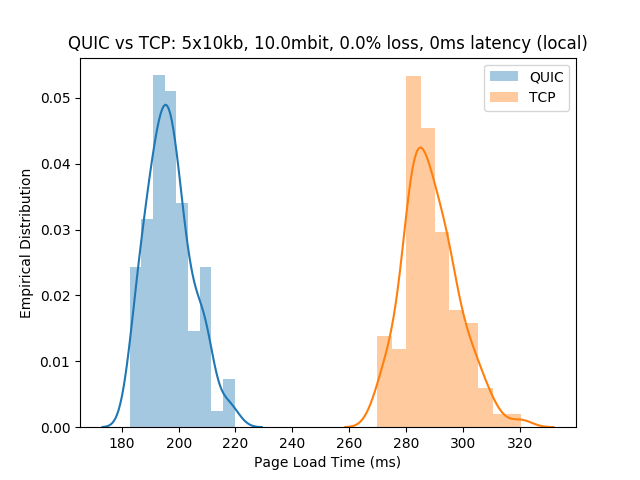 QUIC vs TCP: 5x10kb, 10.0mbit, 0.0% loss, 0ms latency (local)
QUIC
TCP
Empirical Distribution
0.05
0.04
0.03
0.02
0.01
0.00
180 200 220 240 260 280 300 320
Page Load Time (ms)